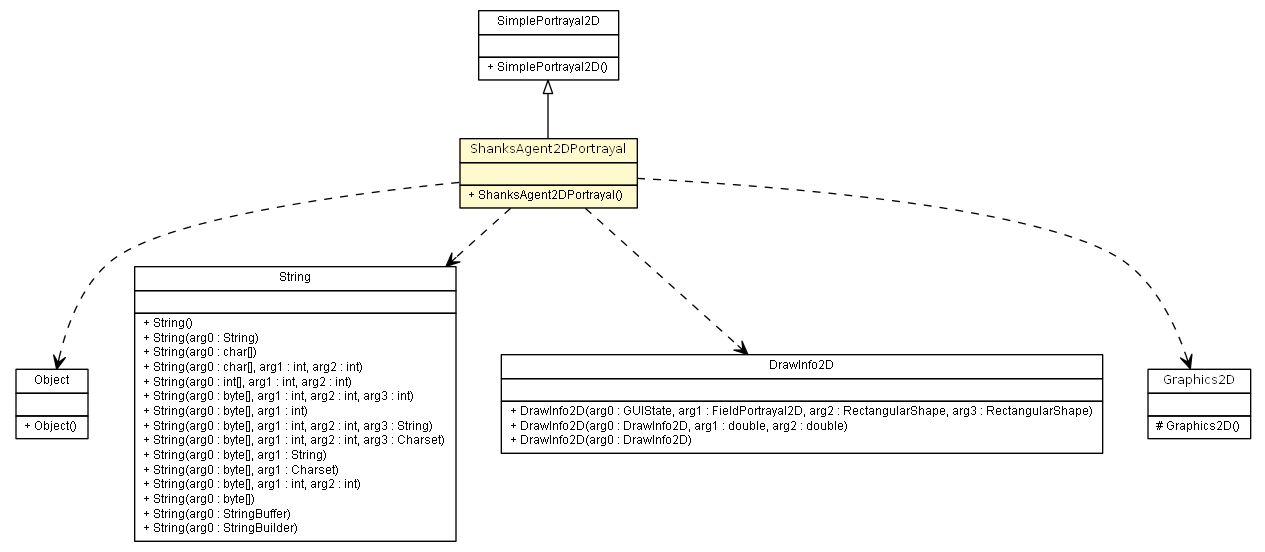 SimplePortrayal2D
+ SimplePortrayal2D()
ShanksAgent2DPortrayal
+ ShanksAgent2DPortrayal()
String
+ String()
+ String(arg0 : String)
+ String(arg0 : char[])
+ String(arg0 : char[], arg1 : int, arg2 : int)
+ String(arg0 : int[], arg1 : int, arg2 : int)
+ String(arg0 : byte[], arg1 : int, arg2 : int, arg3 : int)
+ String(arg0 : byte[], arg1 : int)
+ String(arg0 : byte[], arg1 : int, arg2 : int, arg3 : String)
+ String(arg0 : byte[], arg1 : int, arg2 : int, arg3 : Charset)
+ String(arg0 : byte[], arg1 : String)
+ String(arg0 : byte[], arg1 : Charset)
+ String(arg0 : byte[], arg1 : int, arg2 : int)
+ String(arg0 : byte[])
+ String(arg0 : StringBuffer)
+ String(arg0 : StringBuilder)
Object
+ Object()
DrawInfo2D
+ DrawInfo2D(arg0 : GUIState, arg1 : FieldPortrayal2D, arg2 : RectangularShape, arg3 : RectangularShape)
+ DrawInfo2D(arg0 : DrawInfo2D, arg1 : double, arg2 : double)
+ DrawInfo2D(arg0 : DrawInfo2D)
Graphics2D
# Graphics2D()